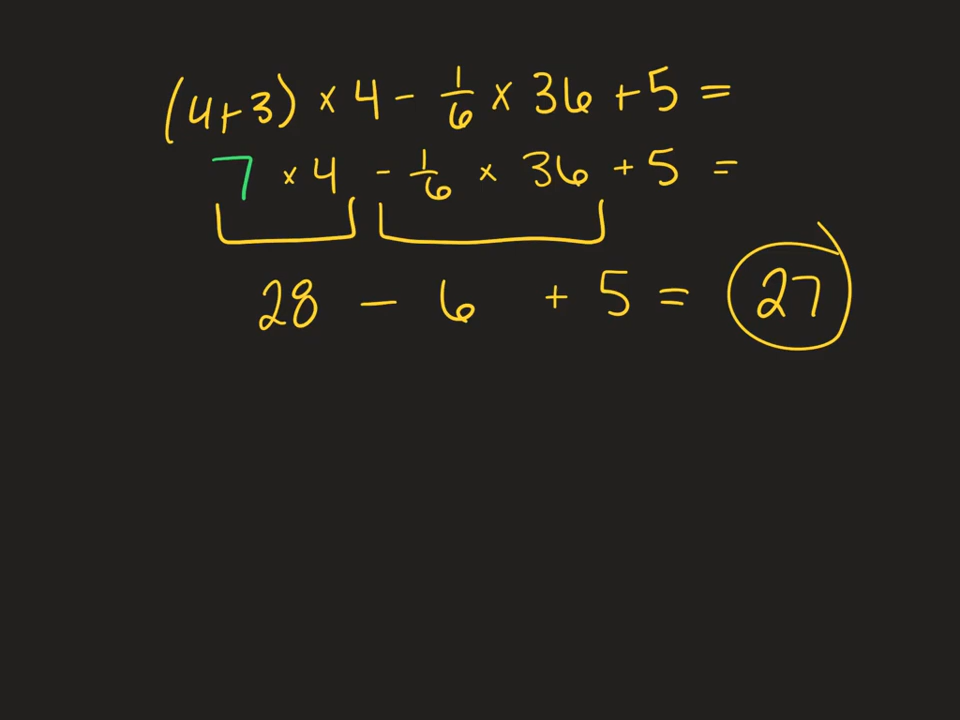 (4+3) × 4 - 1/6 × 36 + 5 =
7 × 4 - 1/6 × 36 + 5 =
28 - 6 + 5 = 27